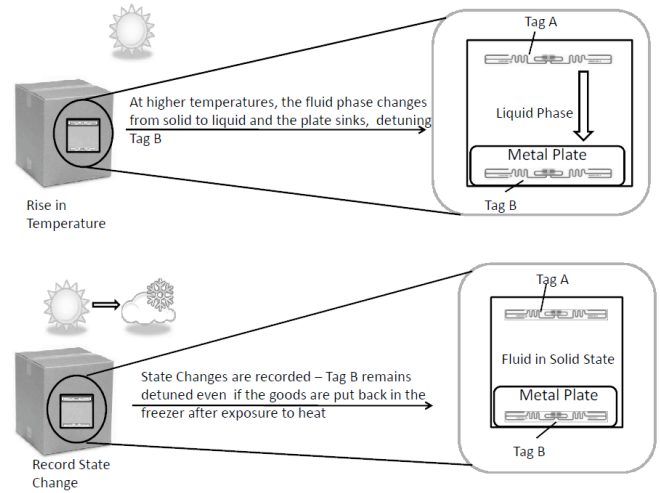 Tag A
At higher temperatures, the fluid phase changes
from solid to liquid and the plate sinks,  detuning
Tag B
Liquid Phase
Metal Plate
Tag B
Rise in
Temperature
Tag A
Fluid in Solid State
State Changes are recorded – Tag B remains
detuned even  if the goods are put back in the
freezer after exposure to heat
Metal Plate
Tag B
Record State
Change